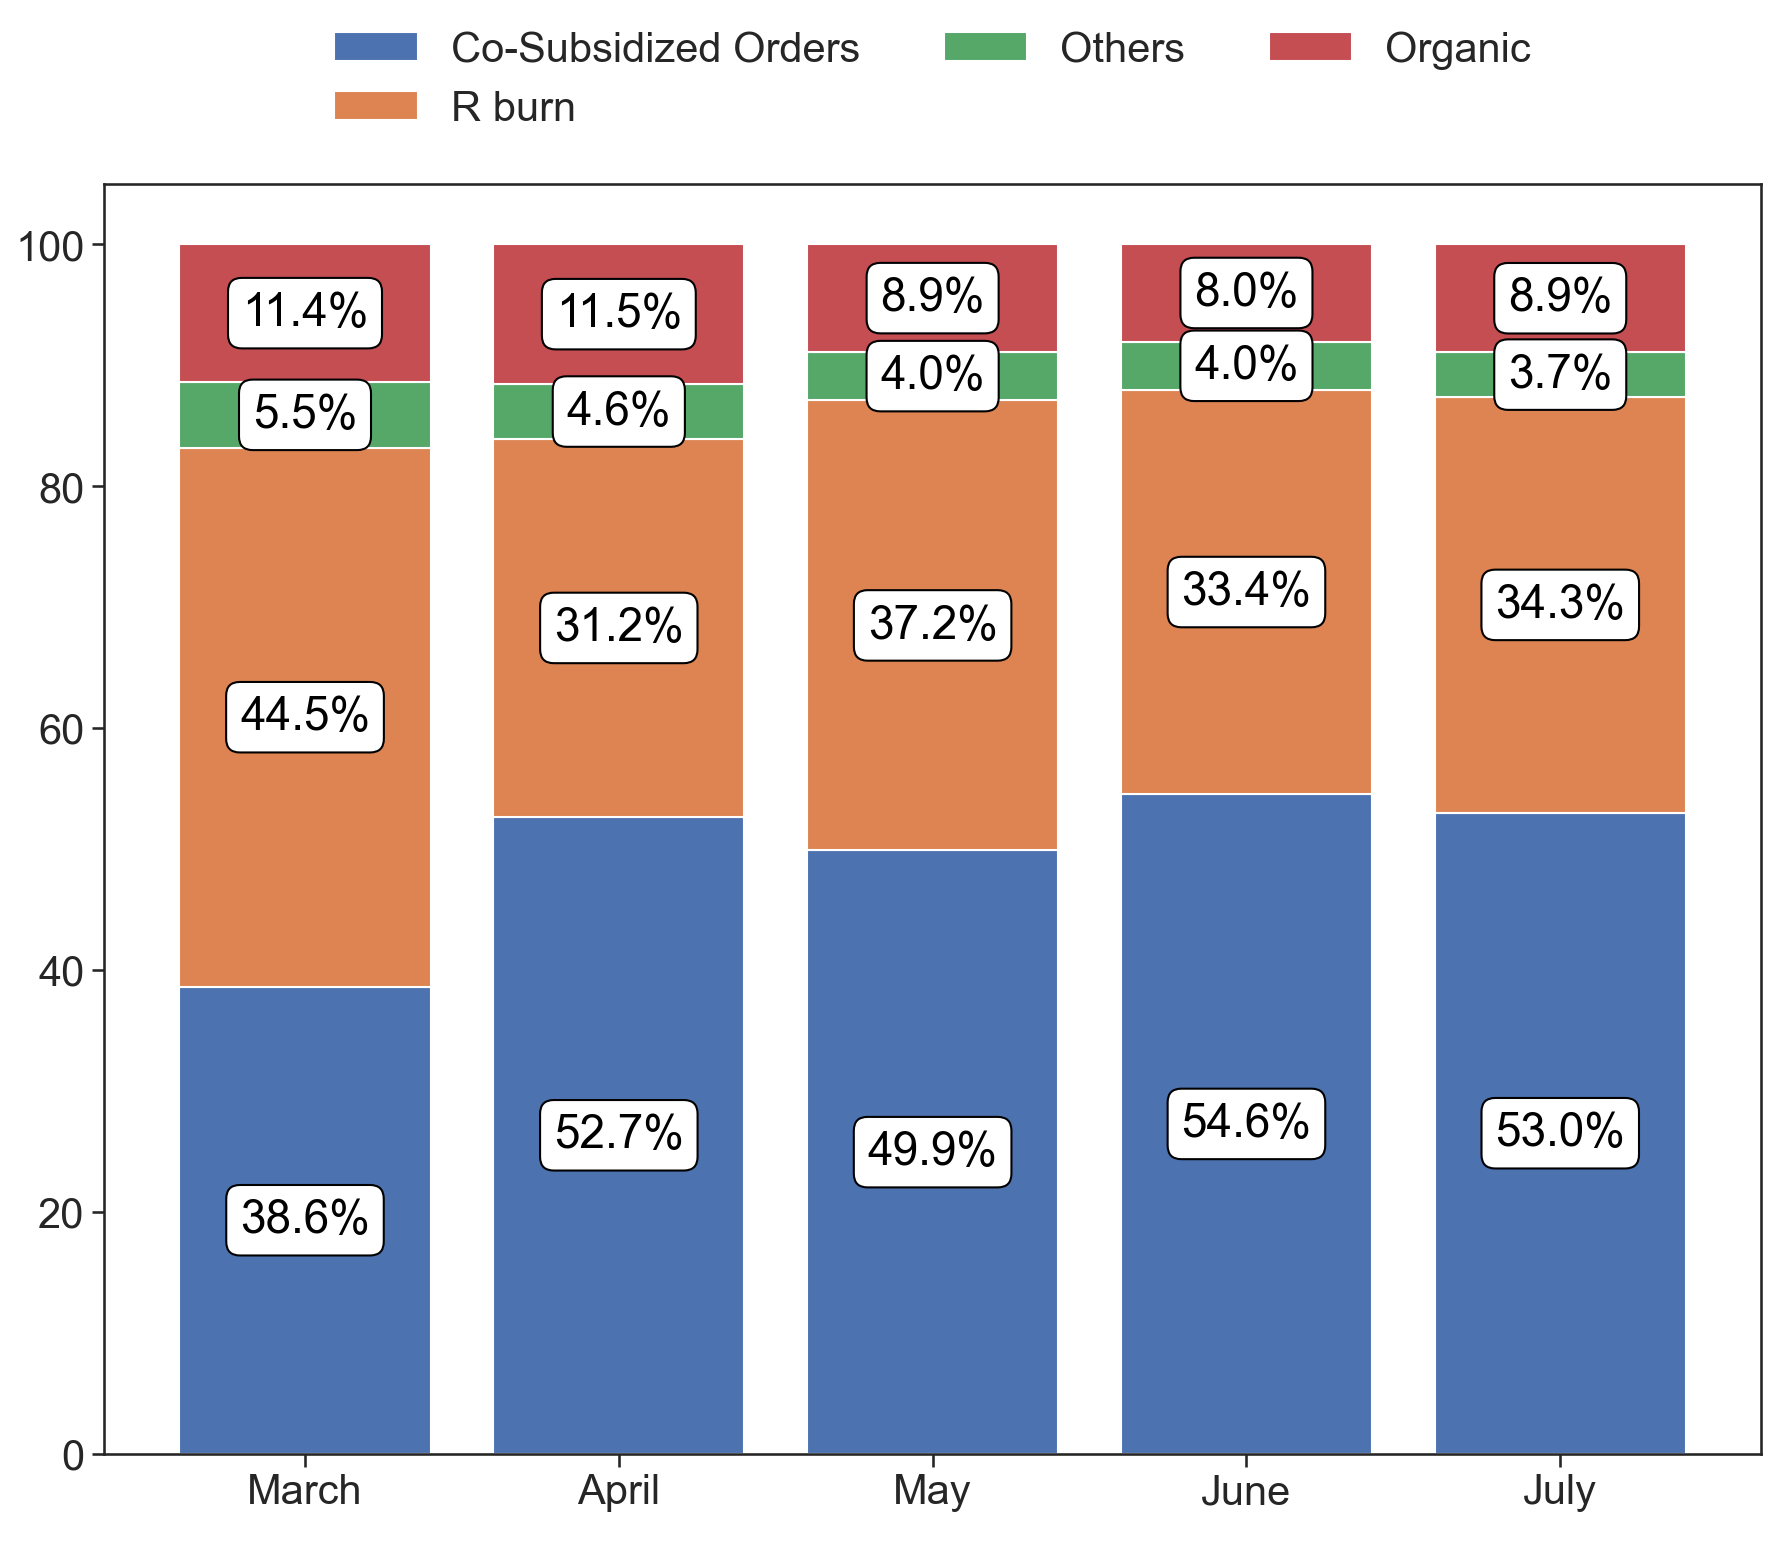 Co-Subsidized Orders
Others
Organic
R burn
100
80
60
40
20
0
11.4%
11.5%
8.9%
8.0%
8.9%
5.5%
4.6%
4.0%
4.0%
3.7%
44.5%
31.2%
37.2%
33.4%
34.3%
38.6%
52.7%
49.9%
54.6%
53.0%
March
April
May
June
July